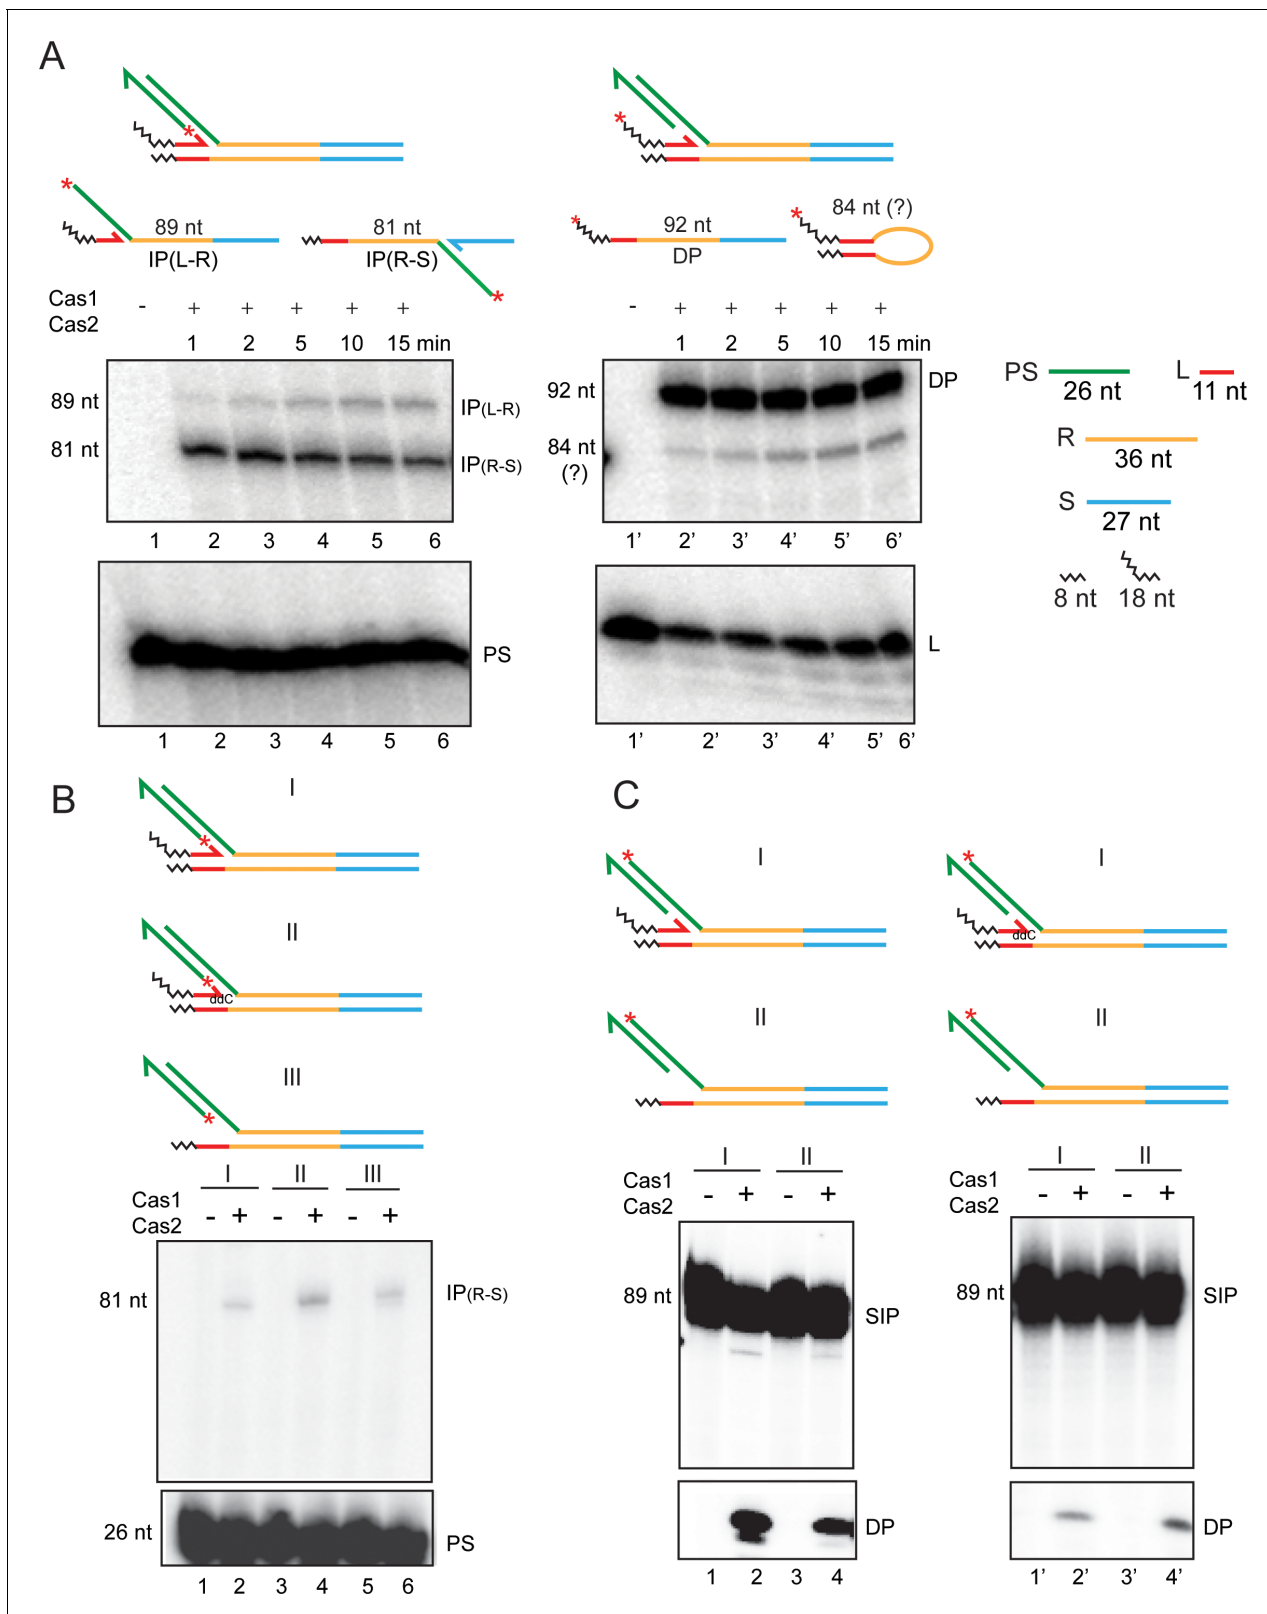 A
*
*
*
*
89 nt
IP(L-R)
81 nt
IP(R-S)
*
*
92 nt
DP
*
84 nt (?)
Cas1
Cas2
- + + + + +
1 2 5 10 15 min
- + + + + +
1 2 5 10 15 min
89 nt
81 nt
IP(L-R)
IP(R-S)
1 2 3 4 5 6
92 nt
84 nt
(?)
DP
1' 2' 3' 4' 5' 6'
PS
26 nt
L
11 nt
R
36 nt
S
27 nt
8 nt 18 nt
PS
1 2 3 4 5 6
L
1' 2' 3' 4' 5' 6'
B
I
*
II
*
ddC
III
*
I II III
Cas1
Cas2
- + - + - +
81 nt
IP(R-S)
26 nt
PS
1 2 3 4 5 6
C
I
*
II
*
I
*
ddC
II
*
I II
Cas1
Cas2
- + - +
89 nt
SIP
DP
1 2 3 4
I II
Cas1
Cas2
- + - +
89 nt
SIP
DP
1' 2' 3' 4'